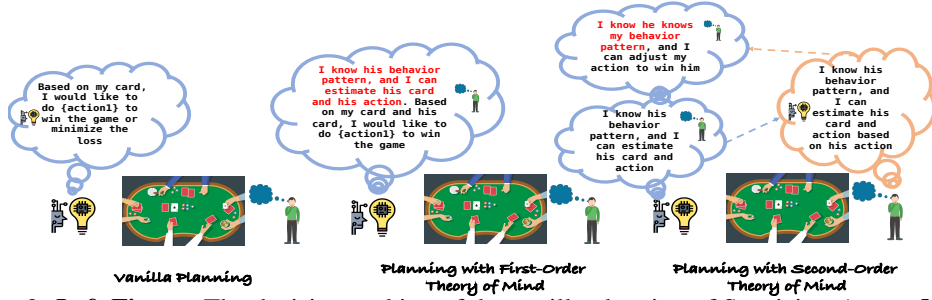 Based on my card,
I would like to
do {action1} to
win the game or
minimize the
loss
Vanilla Planning
I know his behavior
pattern, and I can
estimate his card
and his action. Based
on my card and his
card, I would like to
do {action1} to win
the game
Planning with First-Order
Theory of Mind
I know he knows
my behavior
pattern, and I
can adjust my
action to win him
I know his
behavior
pattern, and I
can estimate
his card and
action
I know his
behavior
pattern, and
I can
estimate his
card and
action based
on his action
Planning with Second-Order
Theory of Mind